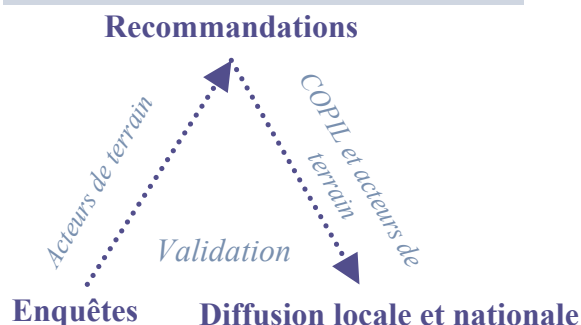 Recommandations
Acteurs de terrain
COPIL et acteurs de
terrain
Validation
Enquêtes
Diffusion locale et nationale